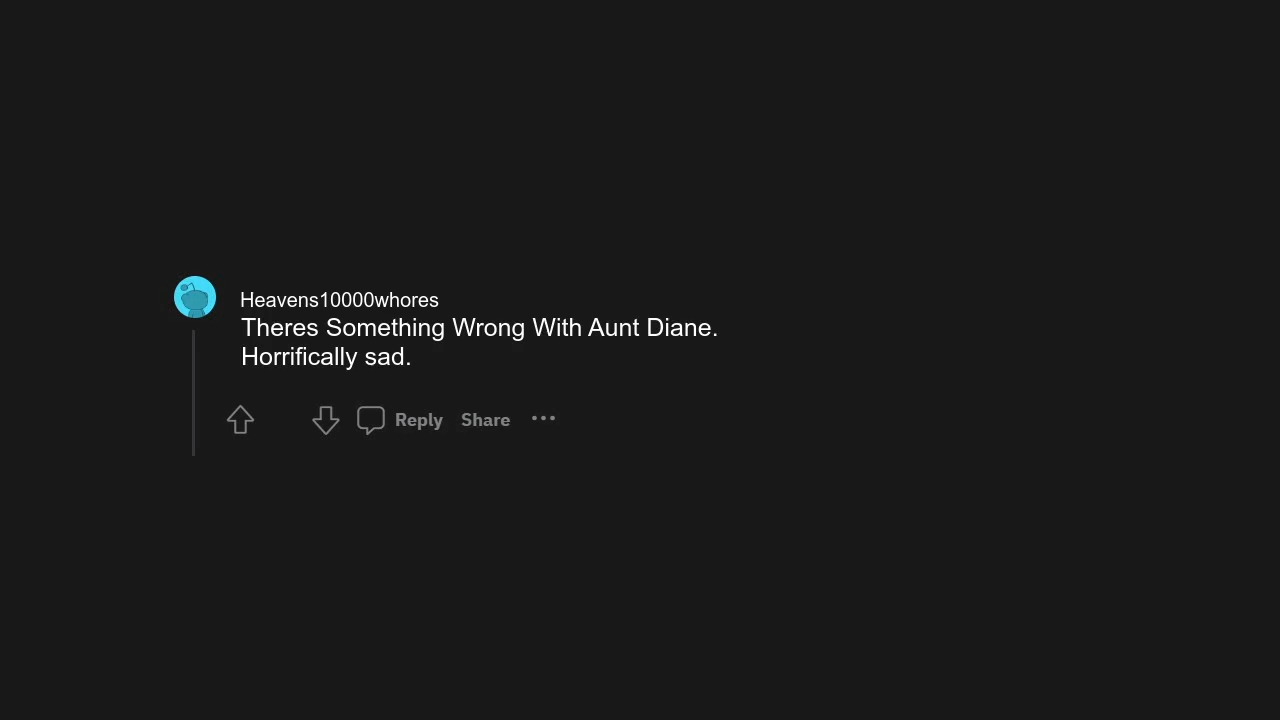 Heavens10000whores
Theres Something Wrong With Aunt Diane.
Horrifically sad.
Reply Share